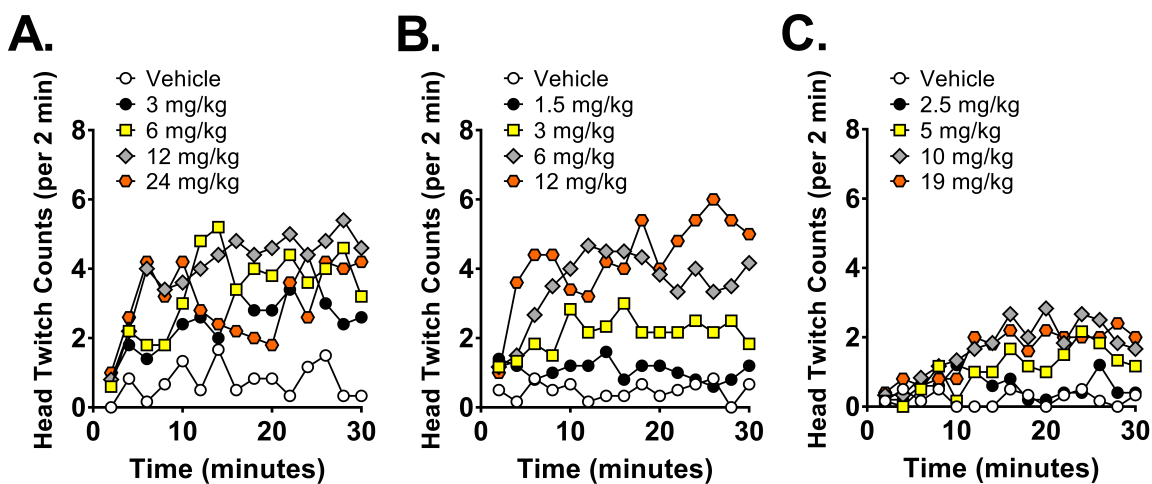 A.
Head Twitch Counts (per 2 min)
Vehicle
3 mg/kg
6 mg/kg
12 mg/kg
24 mg/kg
8
6
4
2
0
0 10 20 30
Time (minutes)
B.
Head Twitch Counts (per 2 min)
Vehicle
1.5 mg/kg
3 mg/kg
6 mg/kg
12 mg/kg
8
6
4
2
0
0 10 20 30
Time (minutes)
C.
Head Twitch Counts (per 2 min)
Vehicle
2.5 mg/kg
5 mg/kg
10 mg/kg
19 mg/kg
8
6
4
2
0
0 10 20 30
Time (minutes)